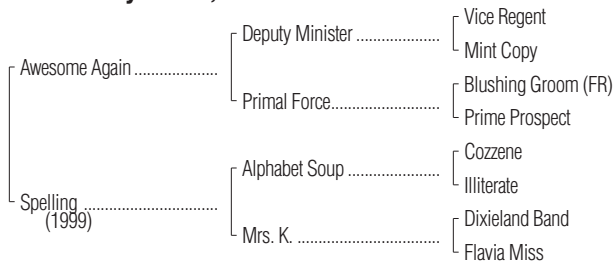 Vice Regent
Deputy Minister ....................
Mint Copy
Awesome Again ....................
Blushing Groom (FR)
Primal Force..........................
Prime Prospect
Cozzene
Alphabet Soup ......................
Illiterate
Spelling ................................
(1999)
Dixieland Band
Mrs. K. ..................................
Flavia Miss